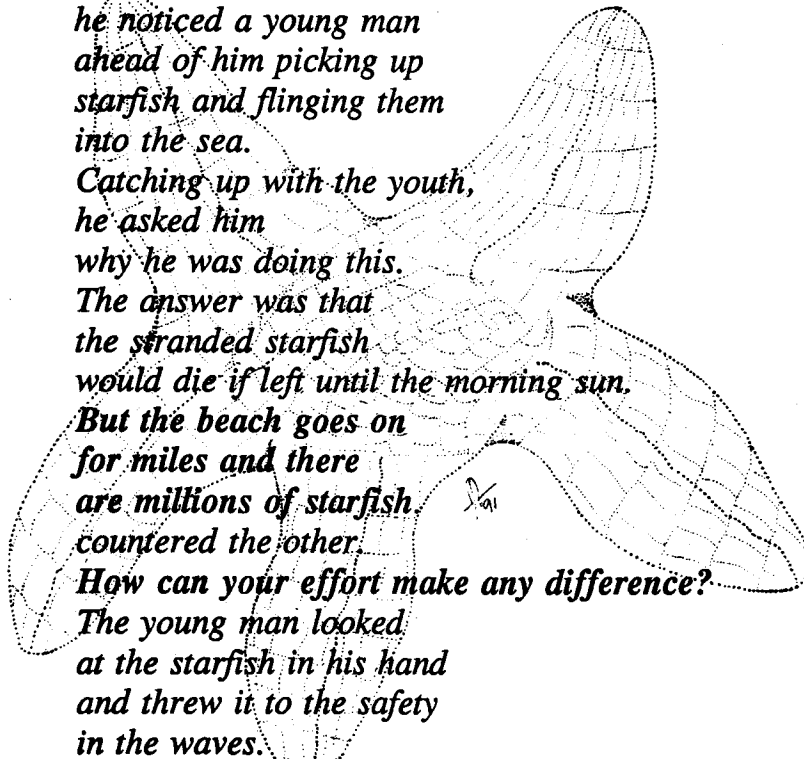 he noticed a young man
ahead of him picking up
starfish and flinging them
into the sea.
Catching up with the youth,
he asked him
why he was doing this.
The answer was that
the stranded starfish
would die if left until the morning sun.
But the beach goes on
for miles and there
are millions of starfish.
countered the other.
How can your effort make any difference?
The young man looked
at the starfish in his hand
and threw it to the safety
in the waves.